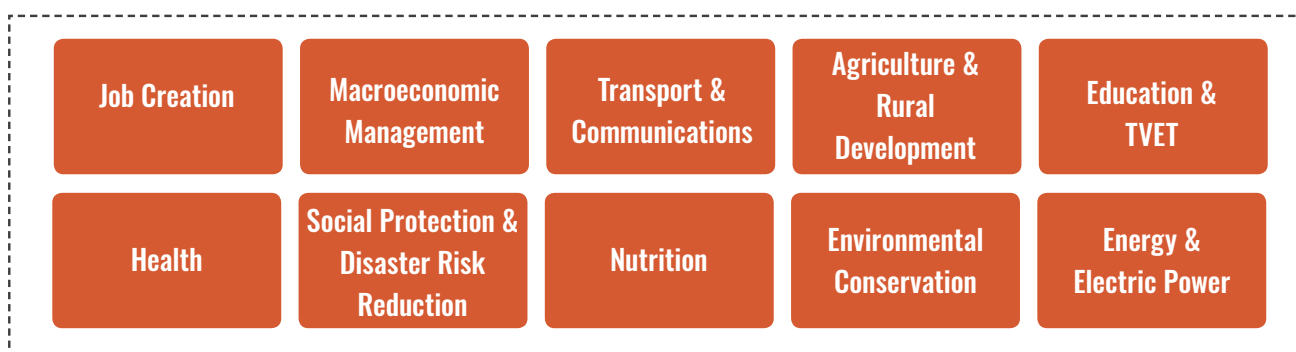 Job Creation
Macroeconomic
Management
Transport &
Communications
Agriculture &
Rural
Development
Education &
TVET
Health
Social Protection &
Disaster Risk
Reduction
Nutrition
Environmental
Conservation
Energy &
Electric Power